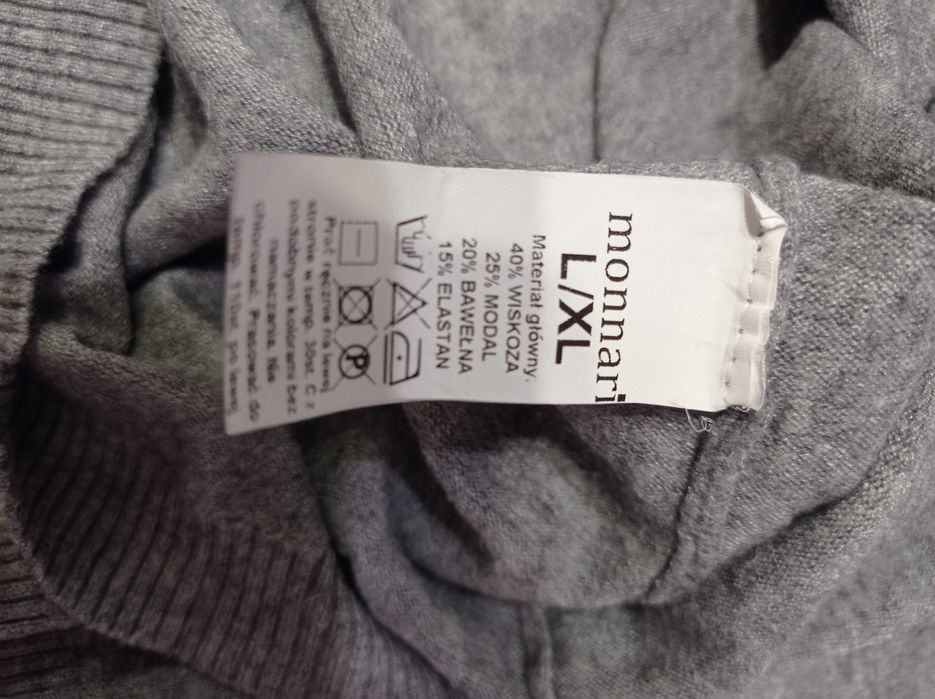 monnari
L/XL
Materiał główny:
40% WISKOZA
25% MODAL
20% BAWEŁNA
15% ELASTAN
P
Prać ręcznie na lewej
stronie w temp. 30st. C z
podobnymi kolorami bez
namaczania. Nie
chlorować. Prasować do
temp. 110st. po lewej